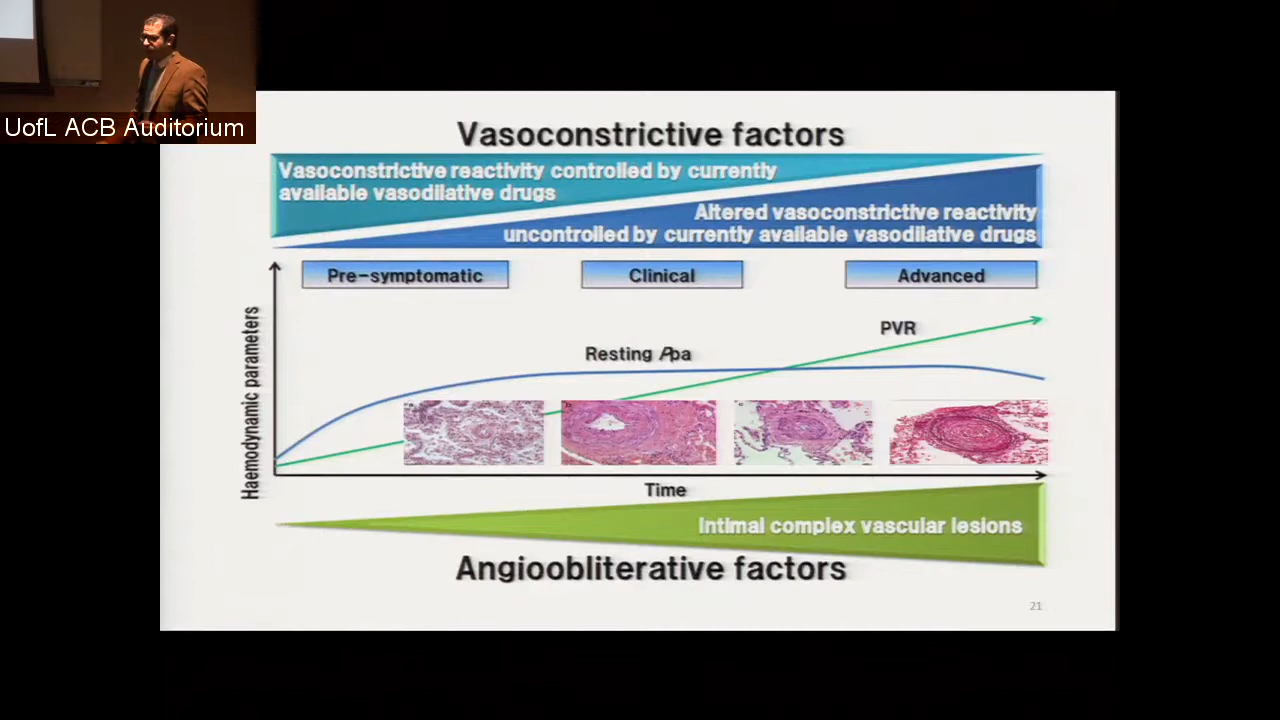 UofL ACB Auditorium
Vasoconstrictive factors
Vasoconstrictive reactivity controlled by currently
available vasodilative drugs
Altered vasoconstrictive reactivity
uncontrolled by currently available vasodilative drugs
Pre-symptomatic
Clinical
Advanced
Haemodynamic parameters
PVR
Resting Ppa
Time
Intimal complex vascular lesions
Angioobliterative factors
21